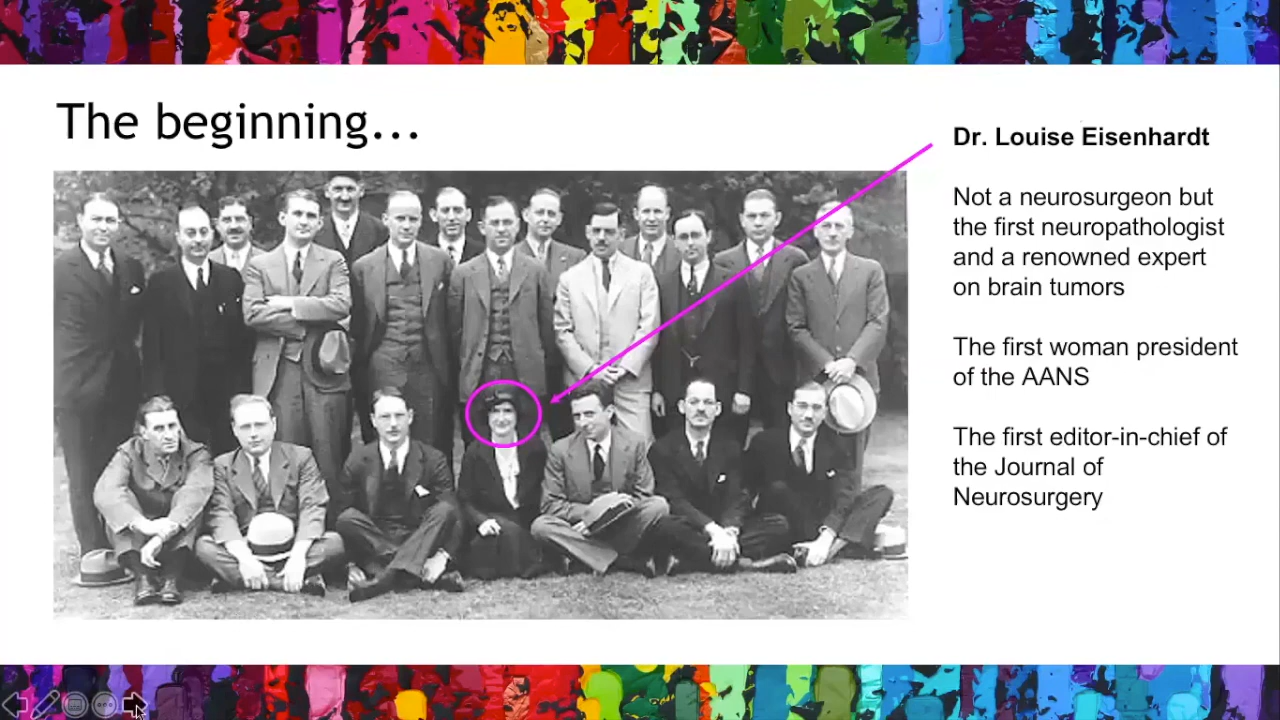 The beginning...
Dr. Louise Eisenhardt
Not a neurosurgeon but
the first neuropathologist
and a renowned expert
on brain tumors
The first woman president
of the AANS
The first editor-in-chief of
the Journal of
Neurosurgery